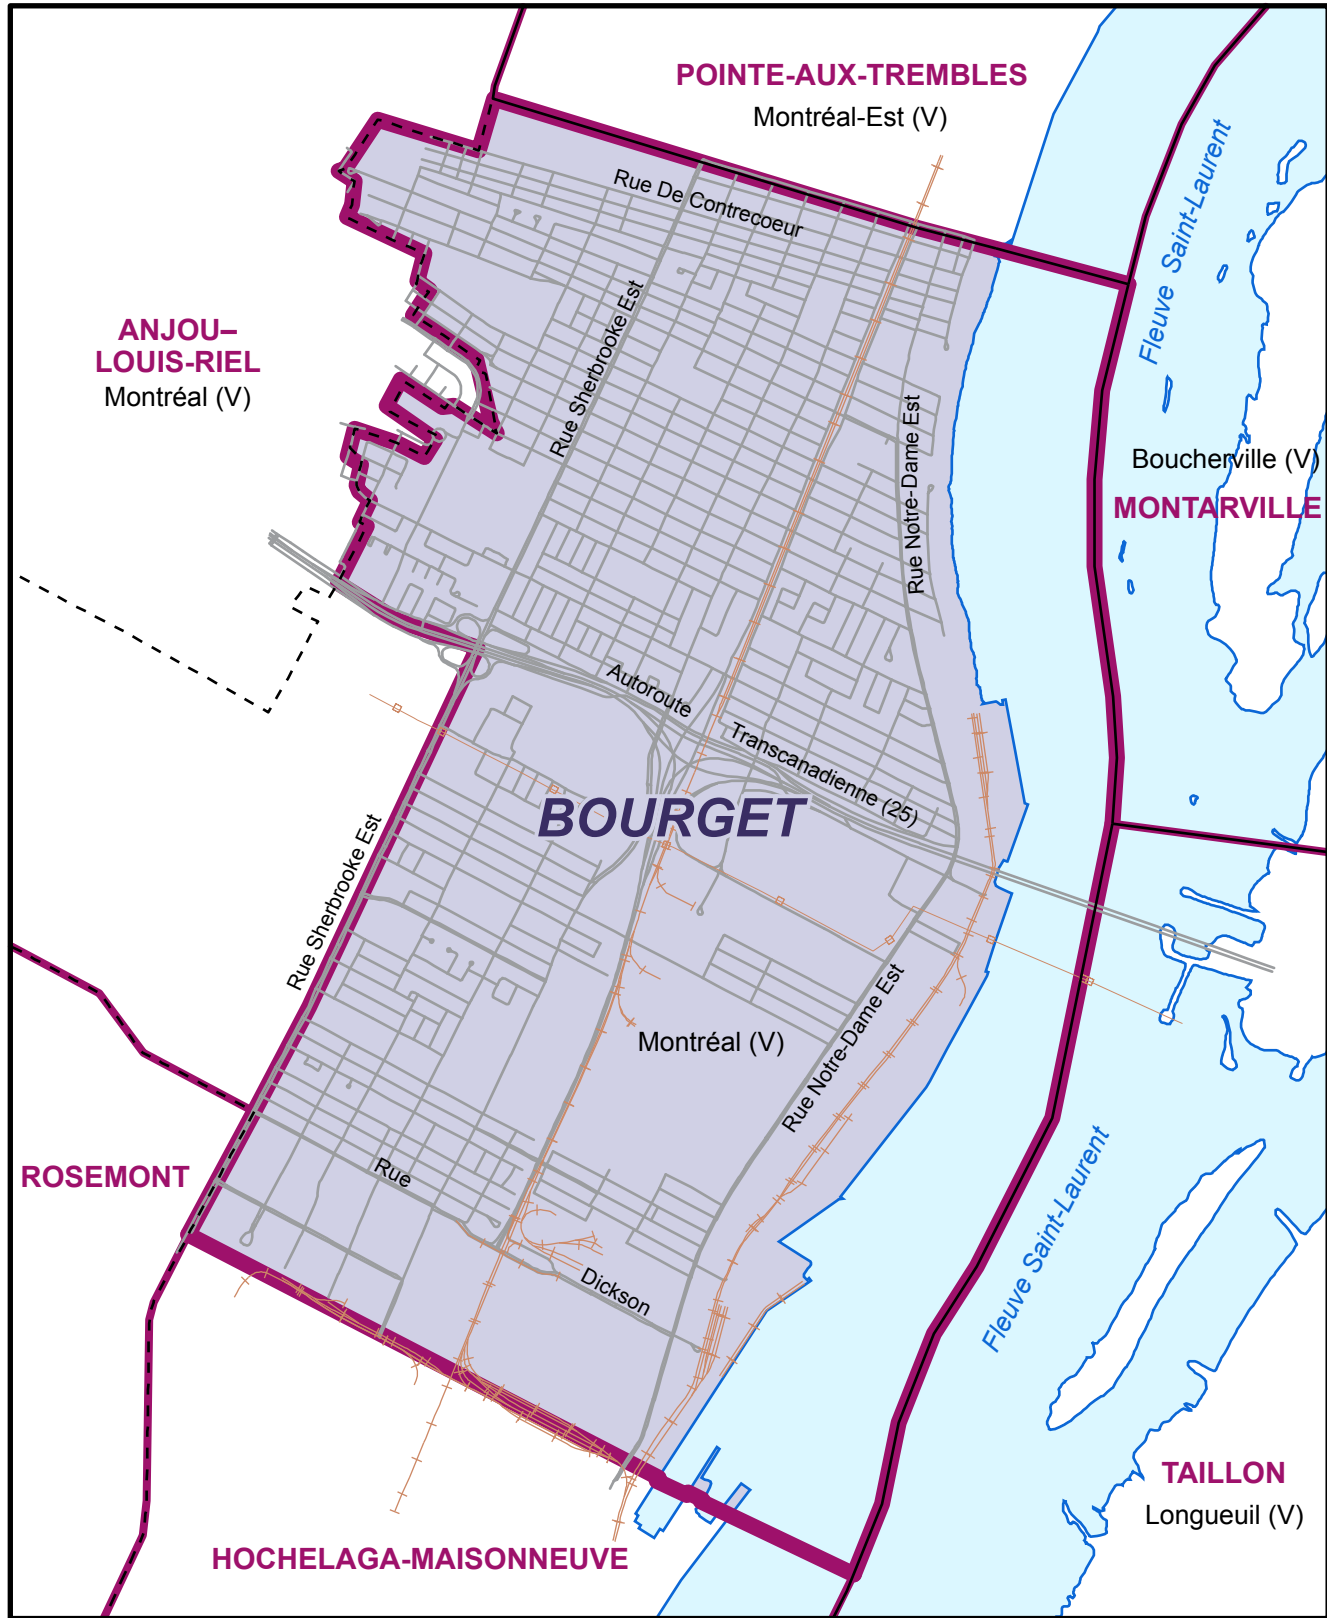 POINTE-AUX-TREMBLES
Montréal-Est (V)
Fleuve Saint-Laurent
Rue De Contrecoeur
ANJOU–
LOUIS-RIEL
Montréal (V)
Rue Sherbrooke Est
Rue Notre-Dame Est
Boucherville (V)
MONTARVILLE
Autoroute
Transcanadienne (25)
BOURGET
Rue Sherbrooke Est
Rue Notre-Dame Est
Montréal (V)
ROSEMONT
Rue
Dickson
Fleuve Saint-Laurent
TAILLON
Longueuil (V)
HOCHELAGA-MAISONNEUVE